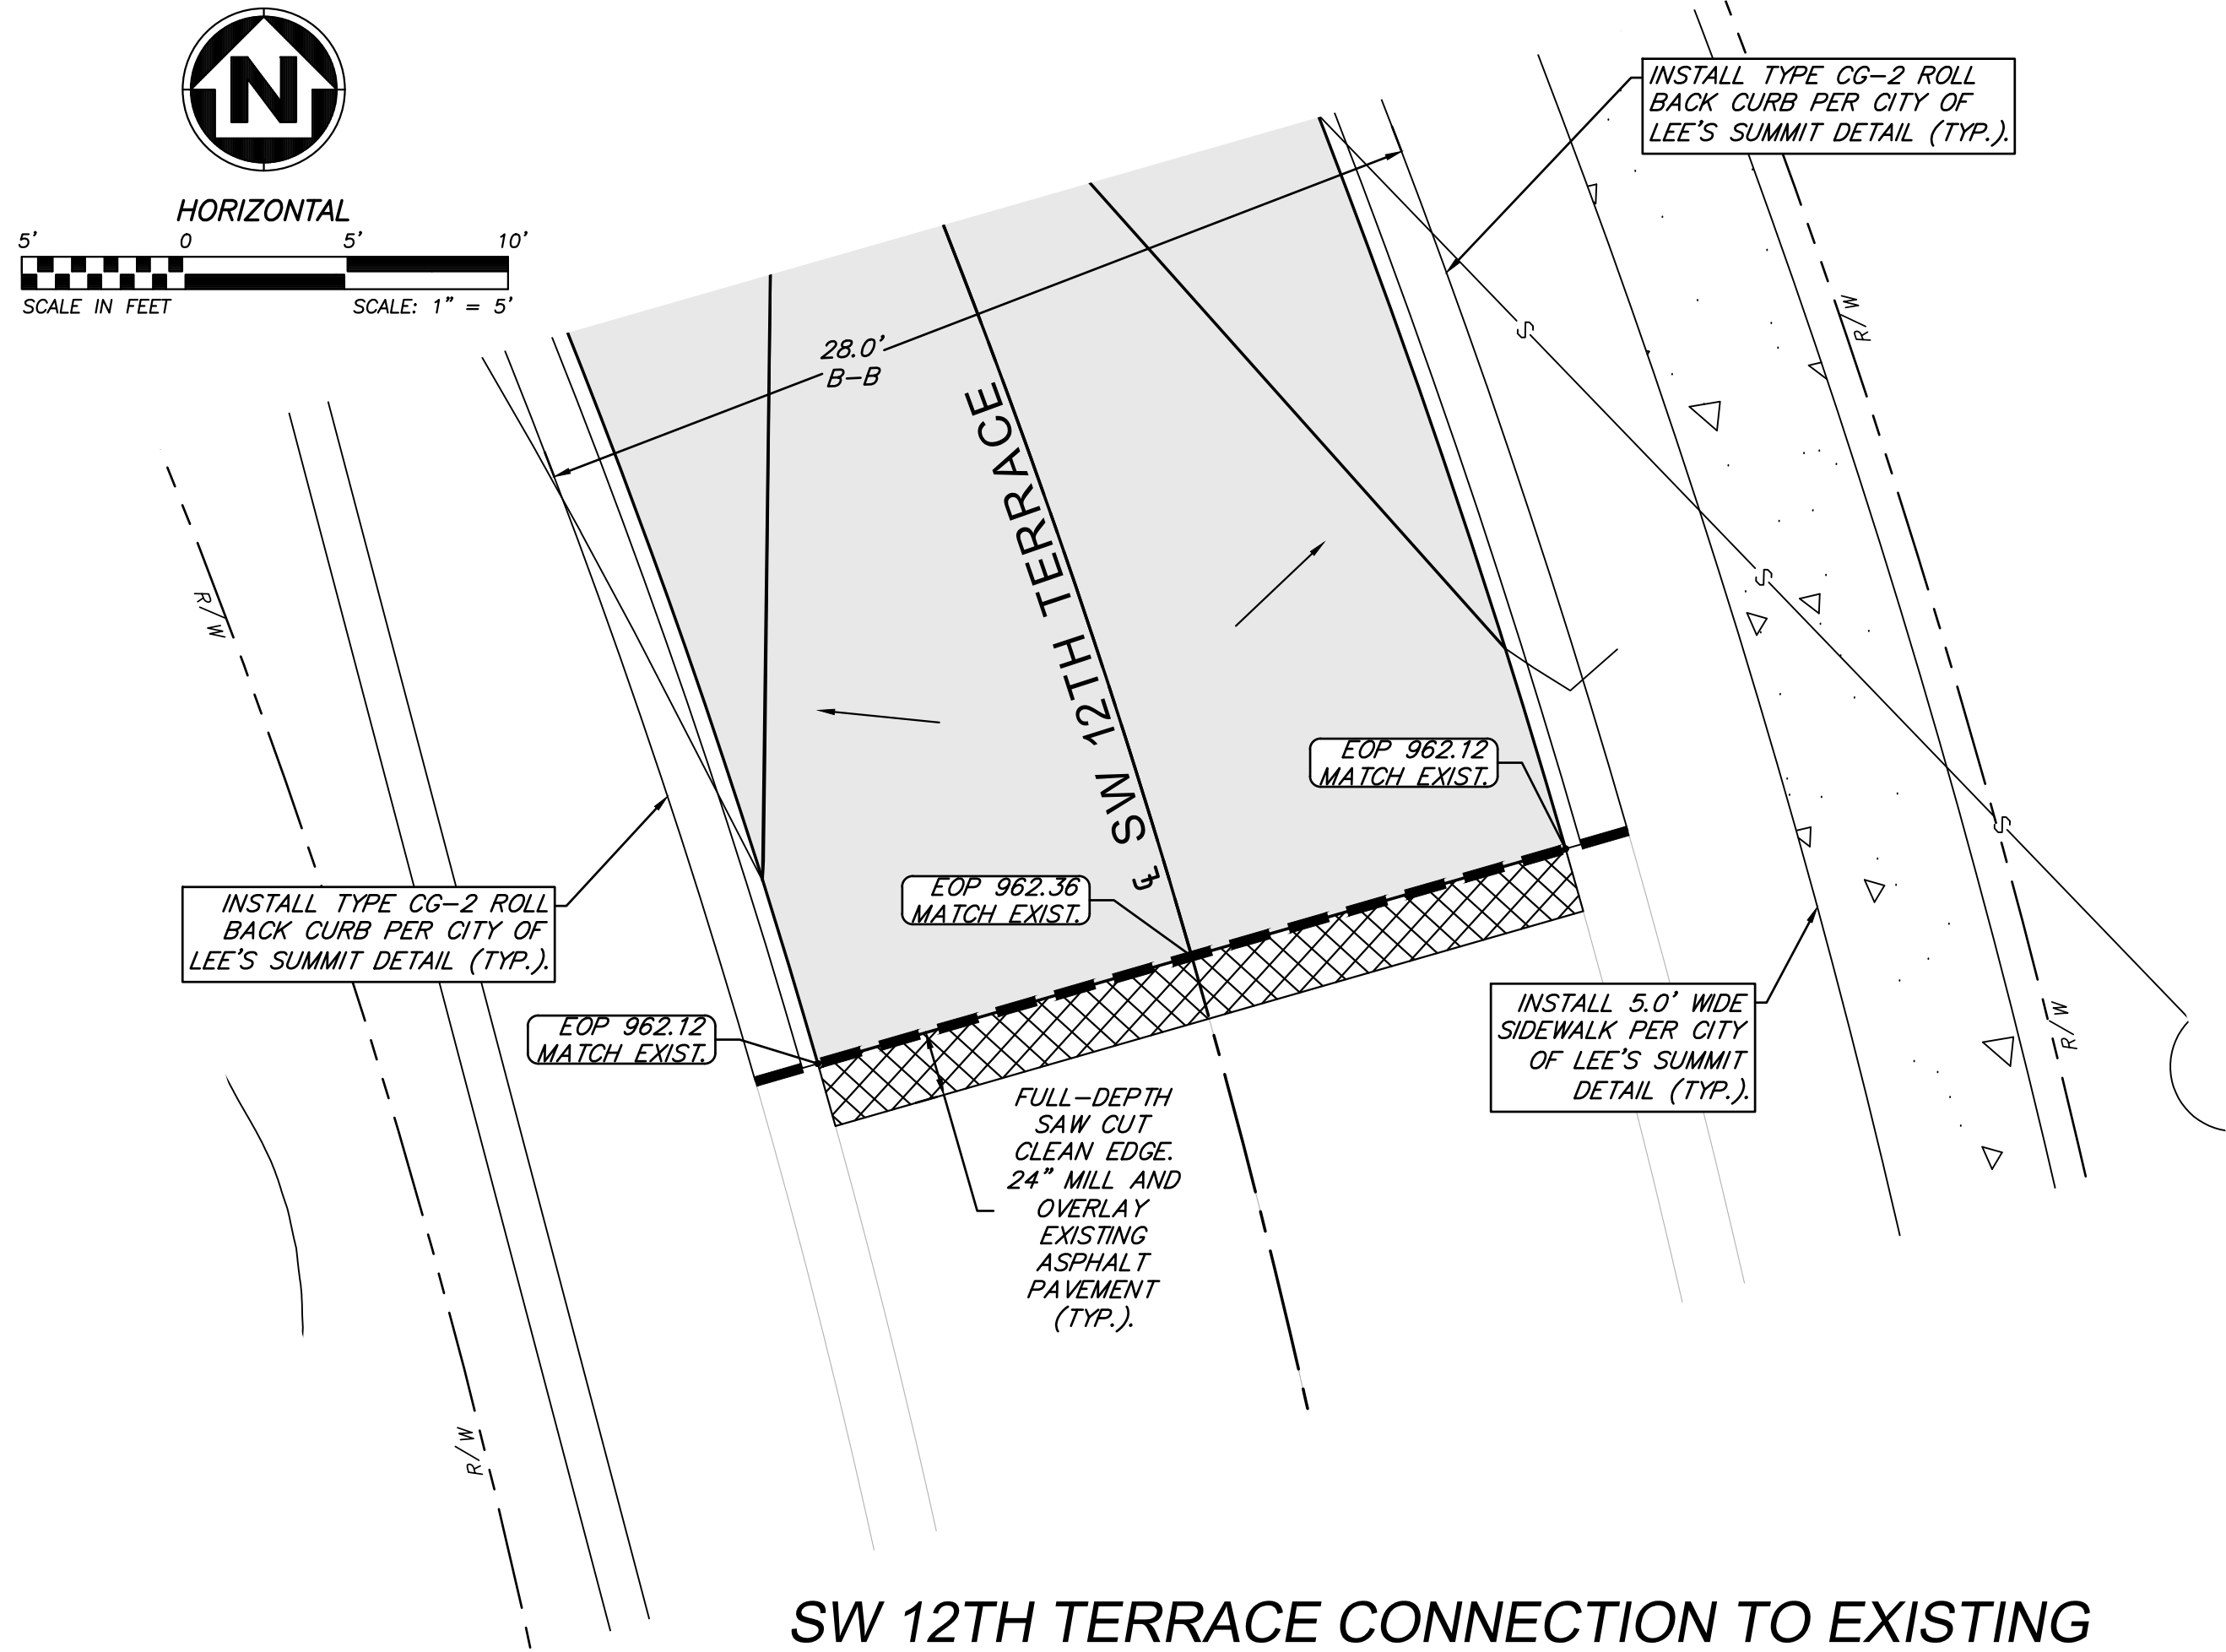 N
HORIZONTAL
5' 0 5' 10'
SCALE IN FEET SCALE: 1" = 5'
INSTALL TYPE CG-2 ROLL
BACK CURB PER CITY OF
LEE'S SUMMIT DETAIL (TYP.).
28.0'
B-B
S
R/W
S
R/W
SW 12TH TERRACE
EOP 962.12
MATCH EXIST.
S
EOP 962.36
MATCH EXIST.
INSTALL TYPE CG-2 ROLL
BACK CURB PER CITY OF
LEE'S SUMMIT DETAIL (TYP.).
EOP 962.12
MATCH EXIST.
INSTALL 5.0' WIDE
SIDEWALK PER CITY
OF LEE'S SUMMIT
DETAIL (TYP.).
R/W
FULL-DEPTH
SAW CUT
CLEAN EDGE.
24" MILL AND
OVERLAY
EXISTING
ASPHALT
PAVEMENT
(TYP.).
R/W
SW 12TH TERRACE CONNECTION TO EXISTING